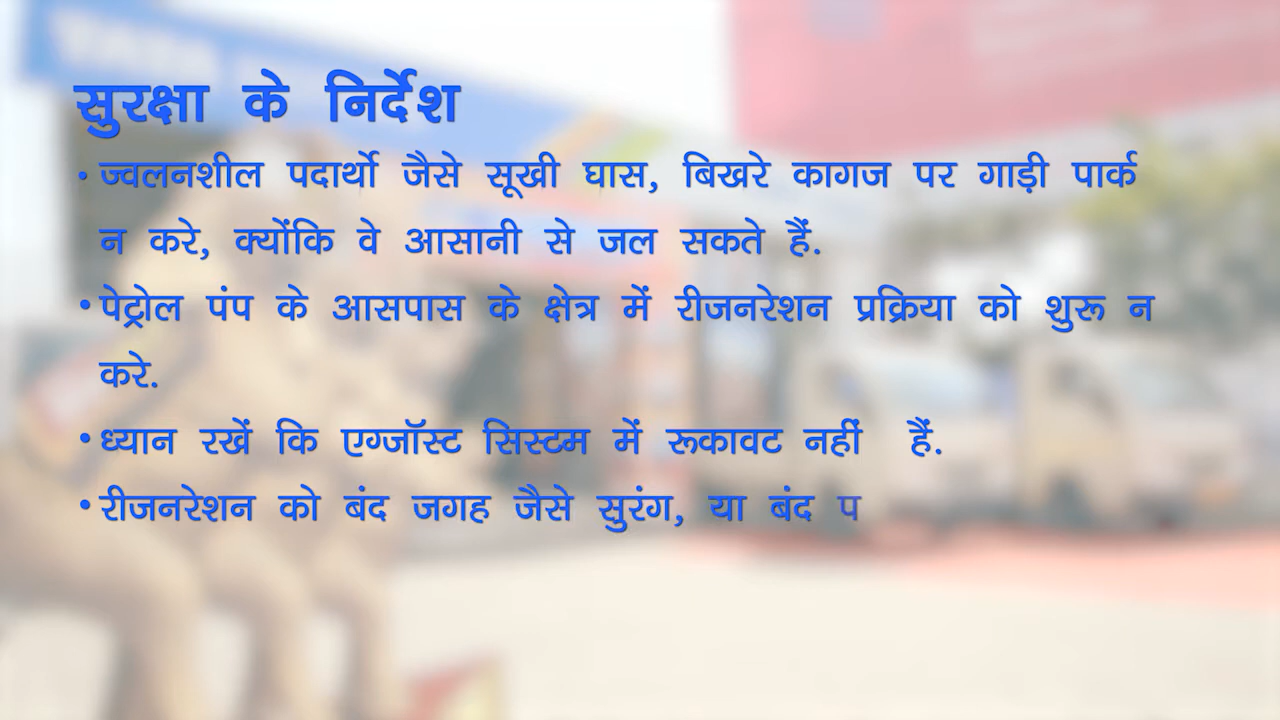 सुरक्षा के निर्देश
• ज्वलनशील पदार्थो जैसे सूखी घास, बिखरे कागज पर गाड़ी पार्क
न करे, क्योंकि वे आसानी से जल सकते हैं.
• पेट्रोल पंप के आसपास के क्षेत्र में रीजनरेशन प्रक्रिया को शुरू न
करे.
• ध्यान रखें कि एग्जॉस्ट सिस्टम में रूकावट नहीं हैं.
• रीजनरेशन को बंद जगह जैसे सुरंग, या बंद प